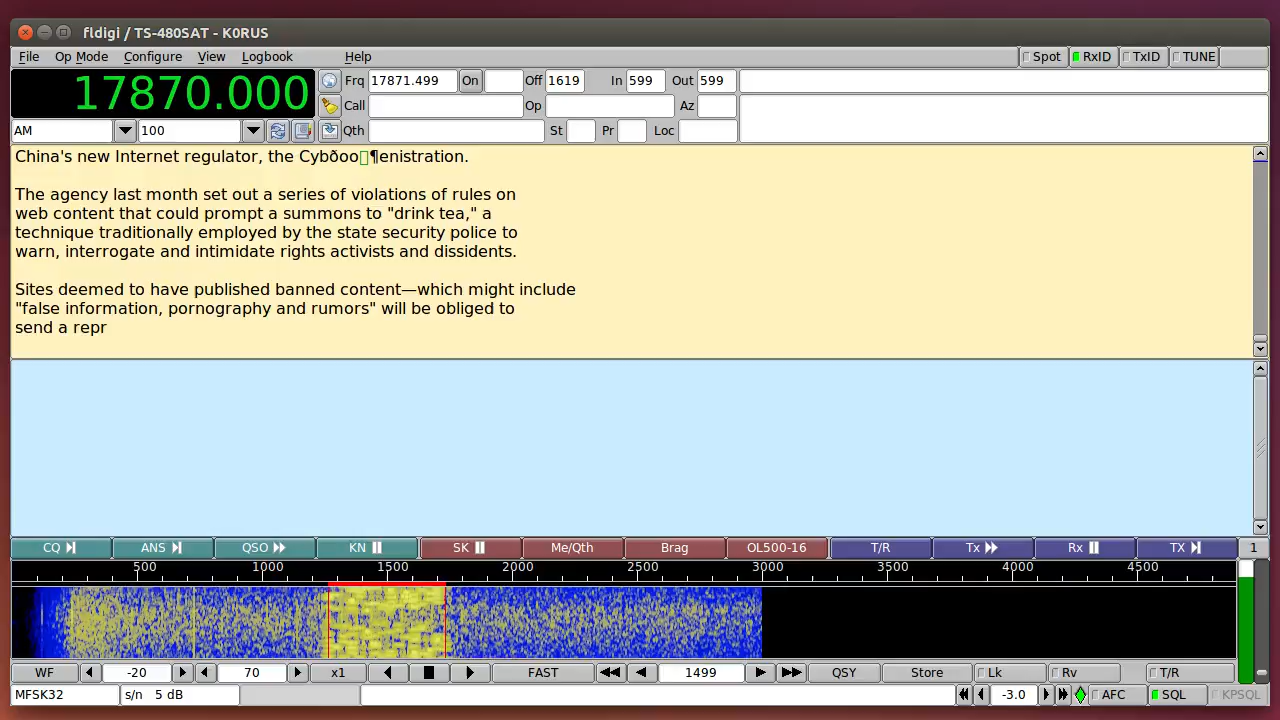 fldigi / TS-480SAT - K0RUS
File Op Mode Configure View Logbook Help Spot RxID TxID TUNE
17870.000
Frq 17871.499 On Off 1619 In 599 Out 599
Call Op Az
AM 100 Qth St Pr Loc
China's new Internet regulator, the Cybðoo▯¶enistration.
The agency last month set out a series of violations of rules on
web content that could prompt a summons to "drink tea," a
technique traditionally employed by the state security police to
warn, interrogate and intimidate rights activists and dissidents.
Sites deemed to have published banned content—which might include
"false information, pornography and rumors" will be obliged to
send a repr
CQ ANS QSO KN SK Me/Qth Brag OL500-16 T/R Tx Rx TX 1
500 1000 1500 2000 2500 3000 3500 4000 4500
WF -20 70 x1 FAST 1499 QSY Store Lk Rv T/R
MFSK32 s/n 5 dB -3.0 AFC SQL KPSQL